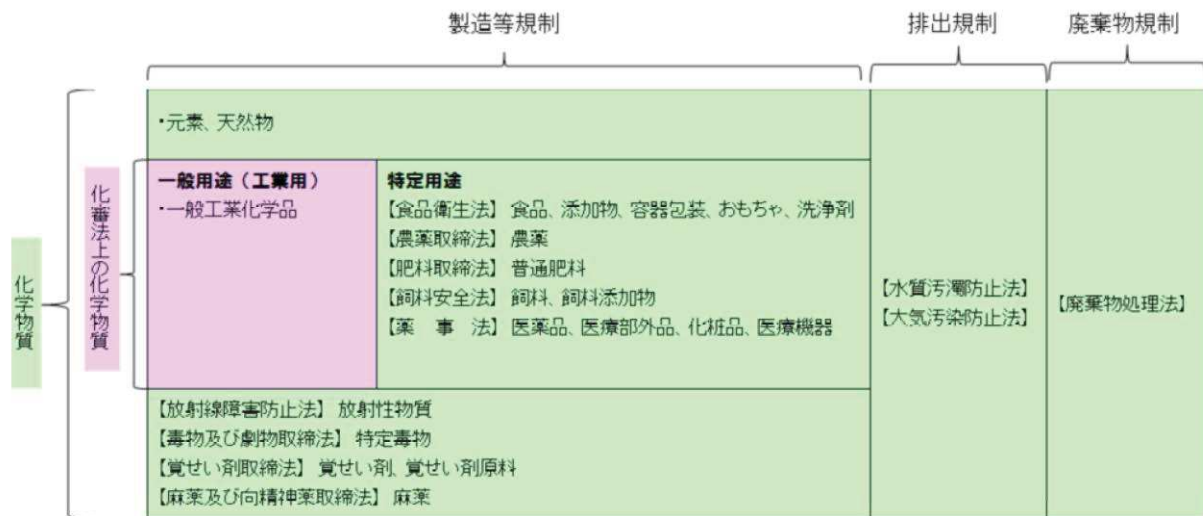 製造等規制
排出規制
廃棄物規制
化学物質
化審法上の化学物質
・元素、天然物
一般用途（工業用）
・一般工業化学品
特定用途
【食品衛生法】 食品、添加物、容器包装、おもちゃ、洗浄剤
【農薬取締法】 農薬
【肥料取締法】 普通肥料
【飼料安全法】 飼料、飼料添加物
【薬　事　法】 医薬品、医療部外品、化粧品、医療機器
【放射線障害防止法】 放射性物質
【毒物及び劇物取締法】 特定毒物
【覚せい剤取締法】 覚せい剤、覚せい剤原料
【麻薬及び向精神薬取締法】 麻薬
【水質汚濁防止法】
【大気汚染防止法】
【廃棄物処理法】